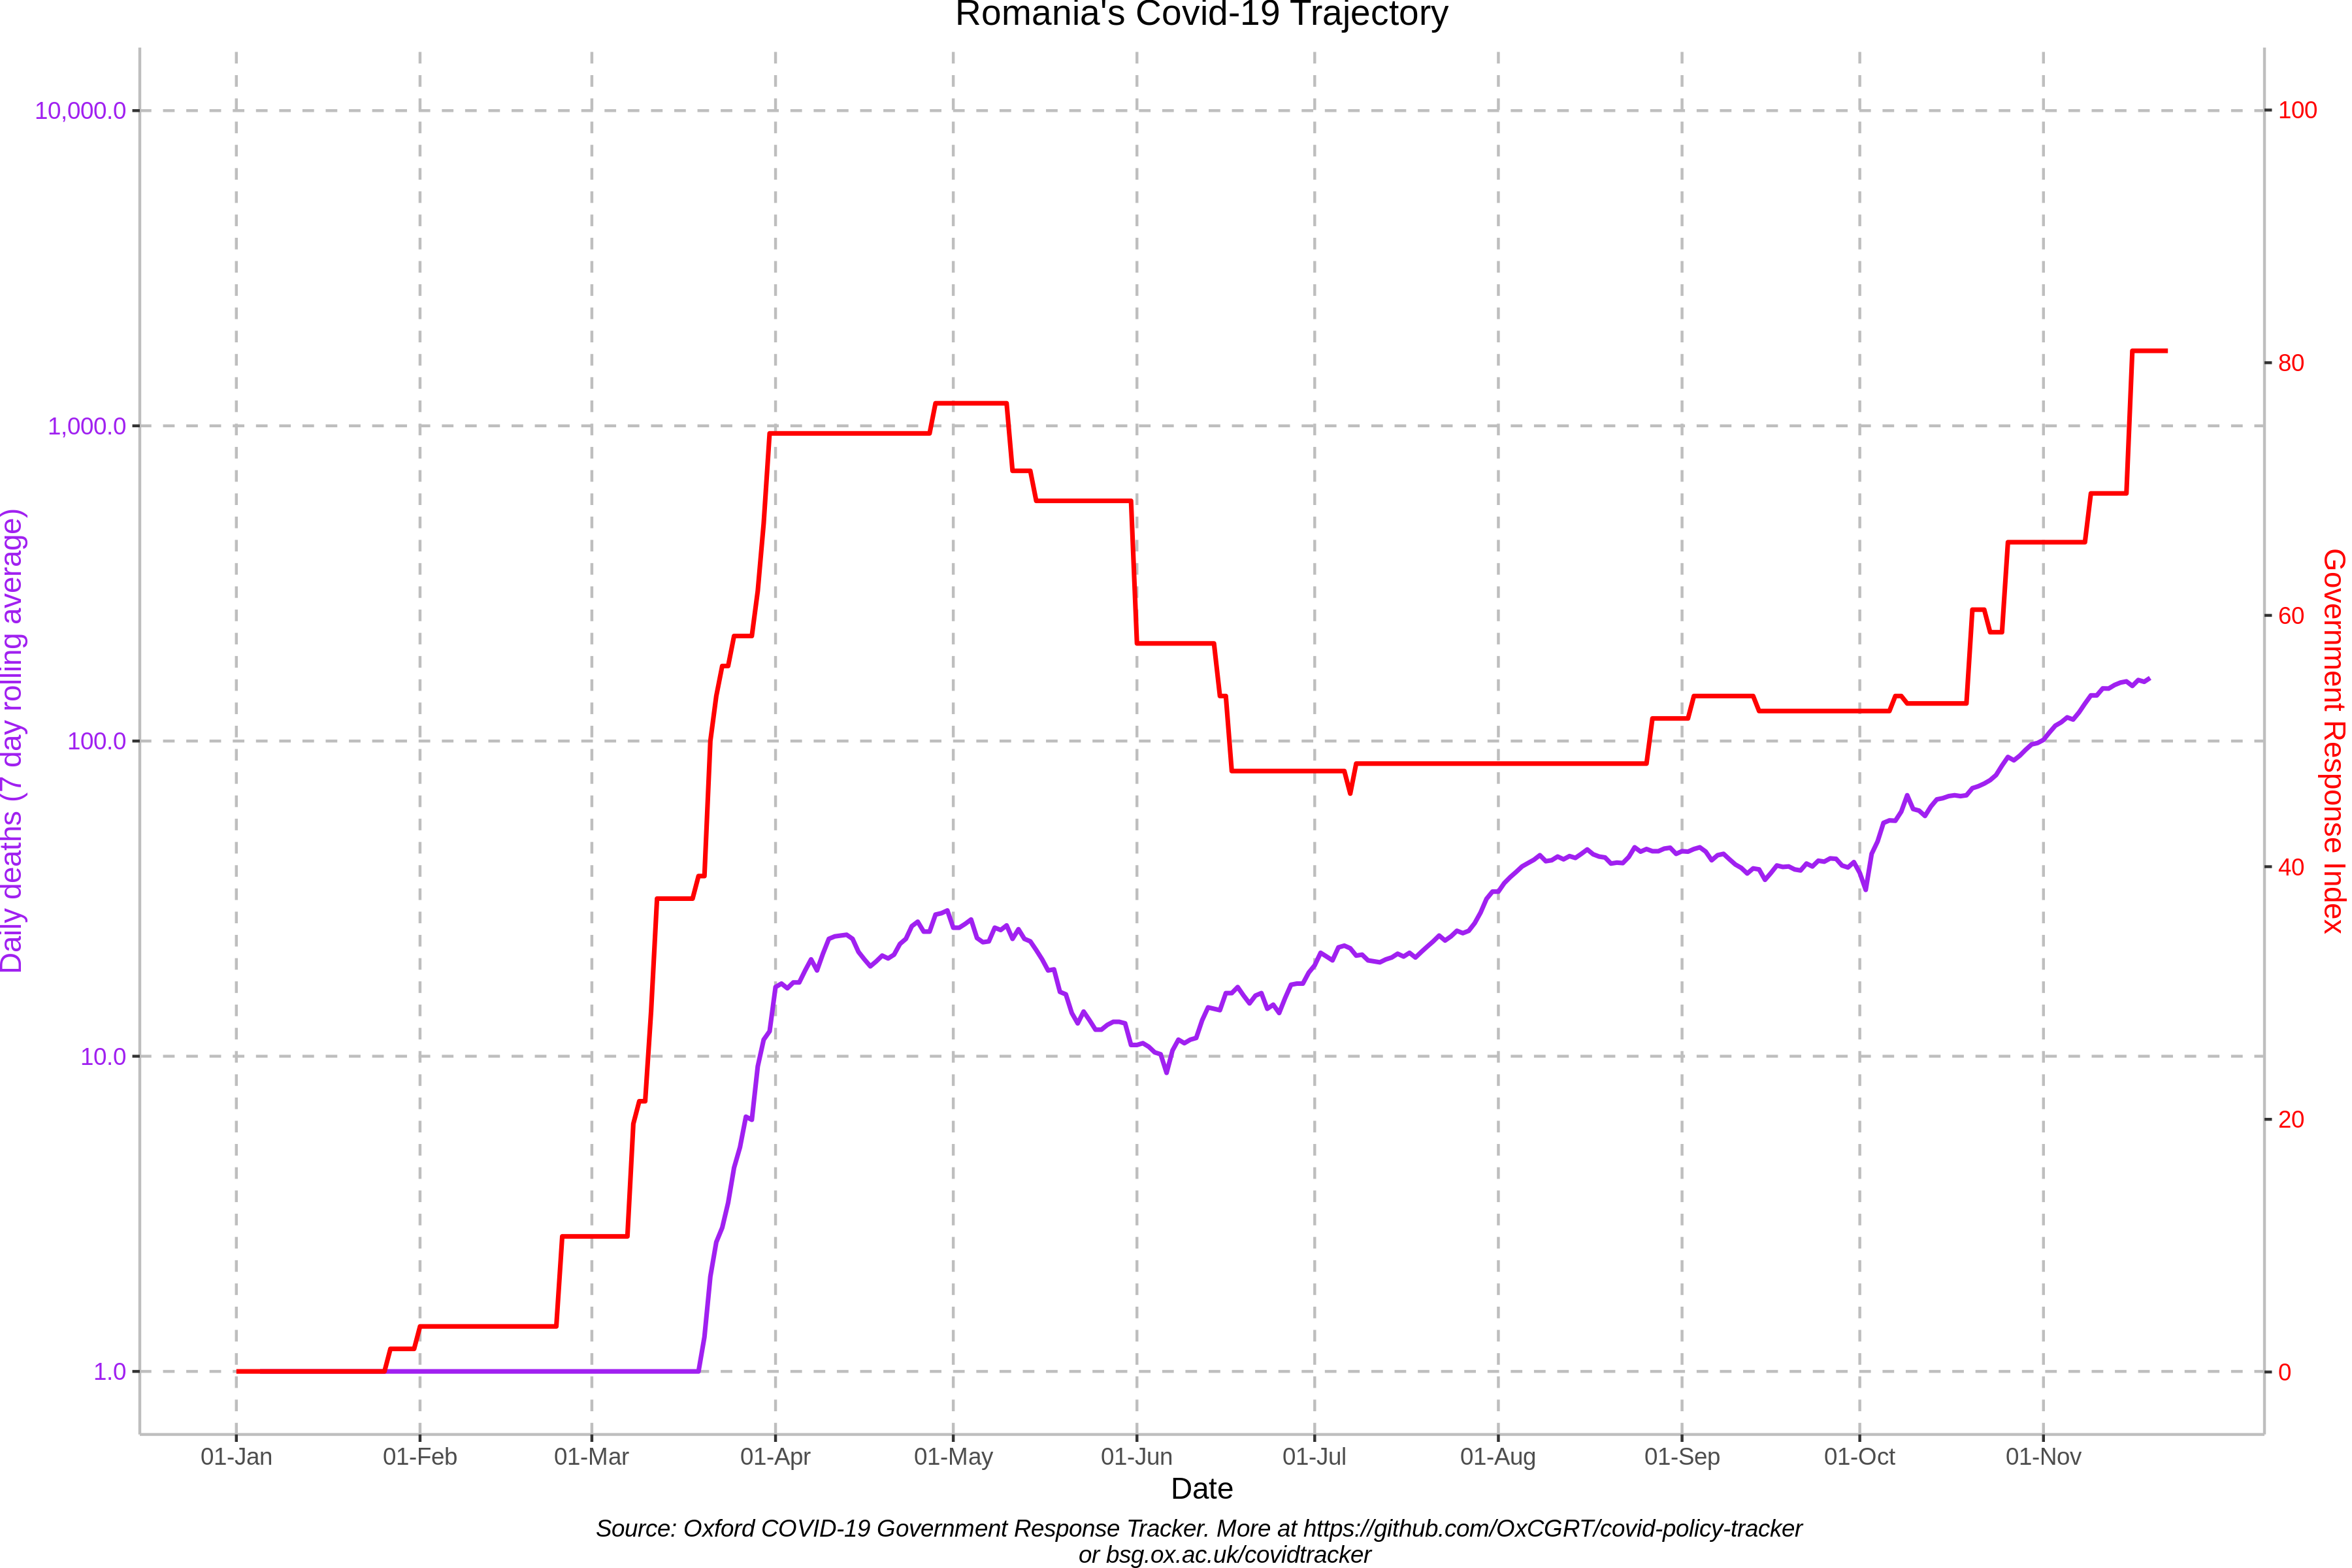 Romania's Covid-19 Trajectory
10,000.0
1,000.0
100.0
10.0
1.0
Daily deaths (7 day rolling average)
100
80
60
40
20
0
Government Response Index
01-Jan
01-Feb
01-Mar
01-Apr
01-May
01-Jun
01-Jul
01-Aug
01-Sep
01-Oct
01-Nov
Date
Source: Oxford COVID-19 Government Response Tracker. More at https://github.com/OxCGRT/covid-policy-tracker
or bsg.ox.ac.uk/covidtracker